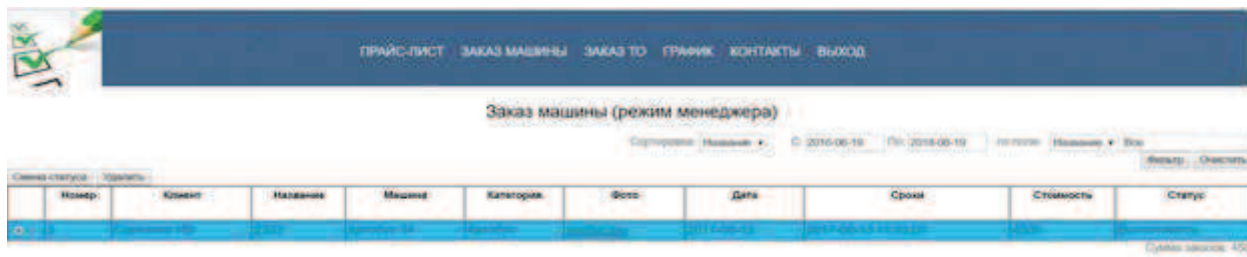 ПРАЙС-ЛИСТ ЗАКАЗ МАШИНЫ ЗАКАЗ ТО ГРАФИК КОНТАКТЫ ВЫХОД
Заказ машины (режим менеджера)
Сортировка: Название С: 2016-06-19 По: 2018-06-19 по полю: Название Все
Фильтр Очистить
Смена статуса Удалить
Номер Клиент Название Машина Категория Фото Дата Сроки Стоимость Статус
Сумма заказов: